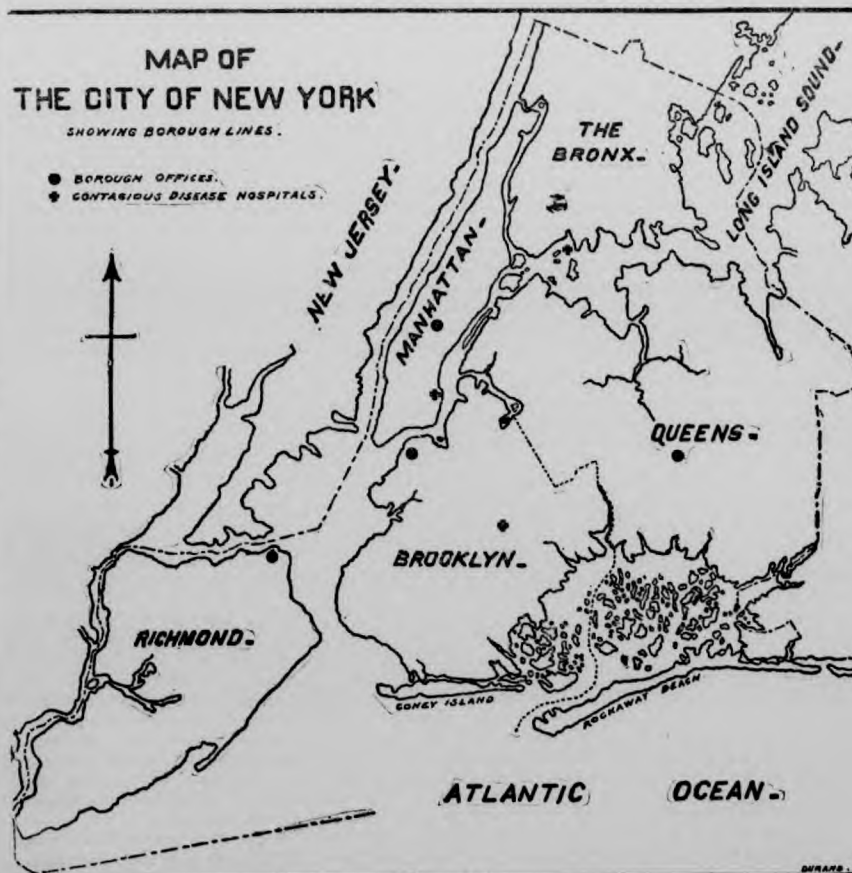 MAP OF
THE CITY OF NEW YORK
SHOWING BOROUGH LINES.
BOROUGH OFFICES.
CONTAGIOUS DISEASE HOSPITALS.
THE
BRONX-
LONG ISLAND SOUND-
NEW JERSEY-
MANHATTAN-
QUEENS-
BROOKLYN-
RICHMOND-
CONEY ISLAND
ROCKAWAY BEACH
ATLANTIC OCEAN-
DURAND.